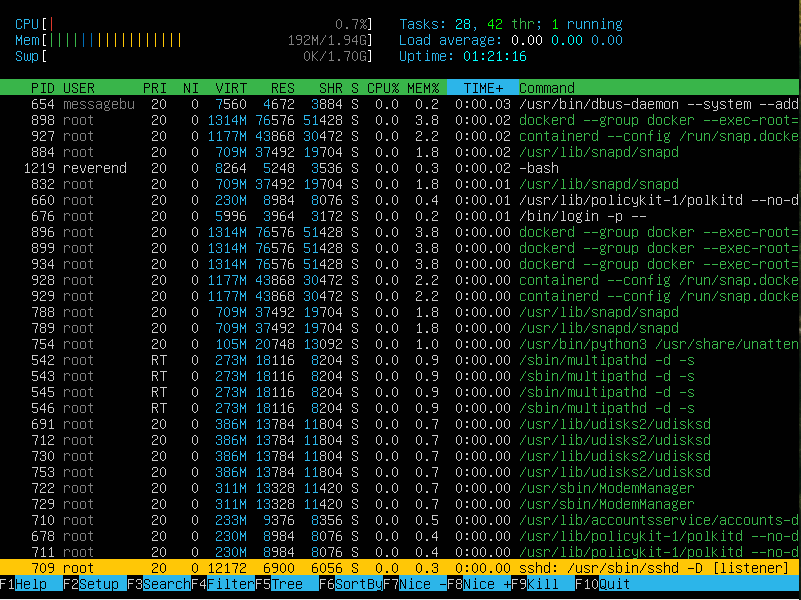 CPU[| 0.7%] Tasks: 28, 42 thr; 1 running
Mem[||||||||||||||||| 192M/1.94G] Load average: 0.00 0.00 0.00
Swp[ 0K/1.70G] Uptime: 01:21:16
PID USER PRI NI VIRT RES SHR S CPU% MEM% TIME+ Command
654 messagebu 20 0 7560 4672 3884 S 0.0 0.2 0:00.03 /usr/bin/dbus-daemon --system --add
898 root 20 0 1314M 76576 51428 S 0.0 3.8 0:00.02 dockerd --group docker --exec-root=
927 root 20 0 1177M 43868 30472 S 0.0 2.2 0:00.02 containerd --config /run/snap.docke
884 root 20 0 709M 37492 19704 S 0.0 1.8 0:00.02 /usr/lib/snapd/snapd
1219 reverend 20 0 8264 5248 3536 S 0.0 0.3 0:00.02 -bash
832 root 20 0 709M 37492 19704 S 0.0 1.8 0:00.01 /usr/lib/snapd/snapd
660 root 20 0 230M 8984 8076 S 0.0 0.4 0:00.01 /usr/lib/policykit-1/polkitd --no-d
676 root 20 0 5996 3964 3172 S 0.0 0.2 0:00.01 /bin/login -p --
896 root 20 0 1314M 76576 51428 S 0.0 3.8 0:00.00 dockerd --group docker --exec-root=
899 root 20 0 1314M 76576 51428 S 0.0 3.8 0:00.00 dockerd --group docker --exec-root=
934 root 20 0 1314M 76576 51428 S 0.0 3.8 0:00.00 dockerd --group docker --exec-root=
928 root 20 0 1177M 43868 30472 S 0.0 2.2 0:00.00 containerd --config /run/snap.docke
929 root 20 0 1177M 43868 30472 S 0.0 2.2 0:00.00 containerd --config /run/snap.docke
788 root 20 0 709M 37492 19704 S 0.0 1.8 0:00.00 /usr/lib/snapd/snapd
789 root 20 0 709M 37492 19704 S 0.0 1.8 0:00.00 /usr/lib/snapd/snapd
754 root 20 0 105M 20748 13092 S 0.0 1.0 0:00.00 /usr/bin/python3 /usr/share/unatten
542 root RT 0 273M 18116 8204 S 0.0 0.9 0:00.00 /sbin/multipathd -d -s
543 root RT 0 273M 18116 8204 S 0.0 0.9 0:00.00 /sbin/multipathd -d -s
545 root RT 0 273M 18116 8204 S 0.0 0.9 0:00.00 /sbin/multipathd -d -s
546 root RT 0 273M 18116 8204 S 0.0 0.9 0:00.00 /sbin/multipathd -d -s
691 root 20 0 386M 13784 11804 S 0.0 0.7 0:00.00 /usr/lib/udisks2/udisksd
712 root 20 0 386M 13784 11804 S 0.0 0.7 0:00.00 /usr/lib/udisks2/udisksd
730 root 20 0 386M 13784 11804 S 0.0 0.7 0:00.00 /usr/lib/udisks2/udisksd
753 root 20 0 386M 13784 11804 S 0.0 0.7 0:00.00 /usr/lib/udisks2/udisksd
722 root 20 0 311M 13328 11420 S 0.0 0.7 0:00.00 /usr/sbin/ModemManager
729 root 20 0 311M 13328 11420 S 0.0 0.7 0:00.00 /usr/sbin/ModemManager
710 root 20 0 233M 9376 8356 S 0.0 0.5 0:00.00 /usr/lib/accountsservice/accounts-d
678 root 20 0 230M 8984 8076 S 0.0 0.4 0:00.00 /usr/lib/policykit-1/polkitd --no-d
711 root 20 0 230M 8984 8076 S 0.0 0.4 0:00.00 /usr/lib/policykit-1/polkitd --no-d
709 root 20 0 12172 6900 6056 S 0.0 0.3 0:00.00 sshd: /usr/sbin/sshd -D [listener]
F1Help F2Setup F3SearchF4FilterF5Tree F6SortByF7Nice -F8Nice +F9Kill F10Quit